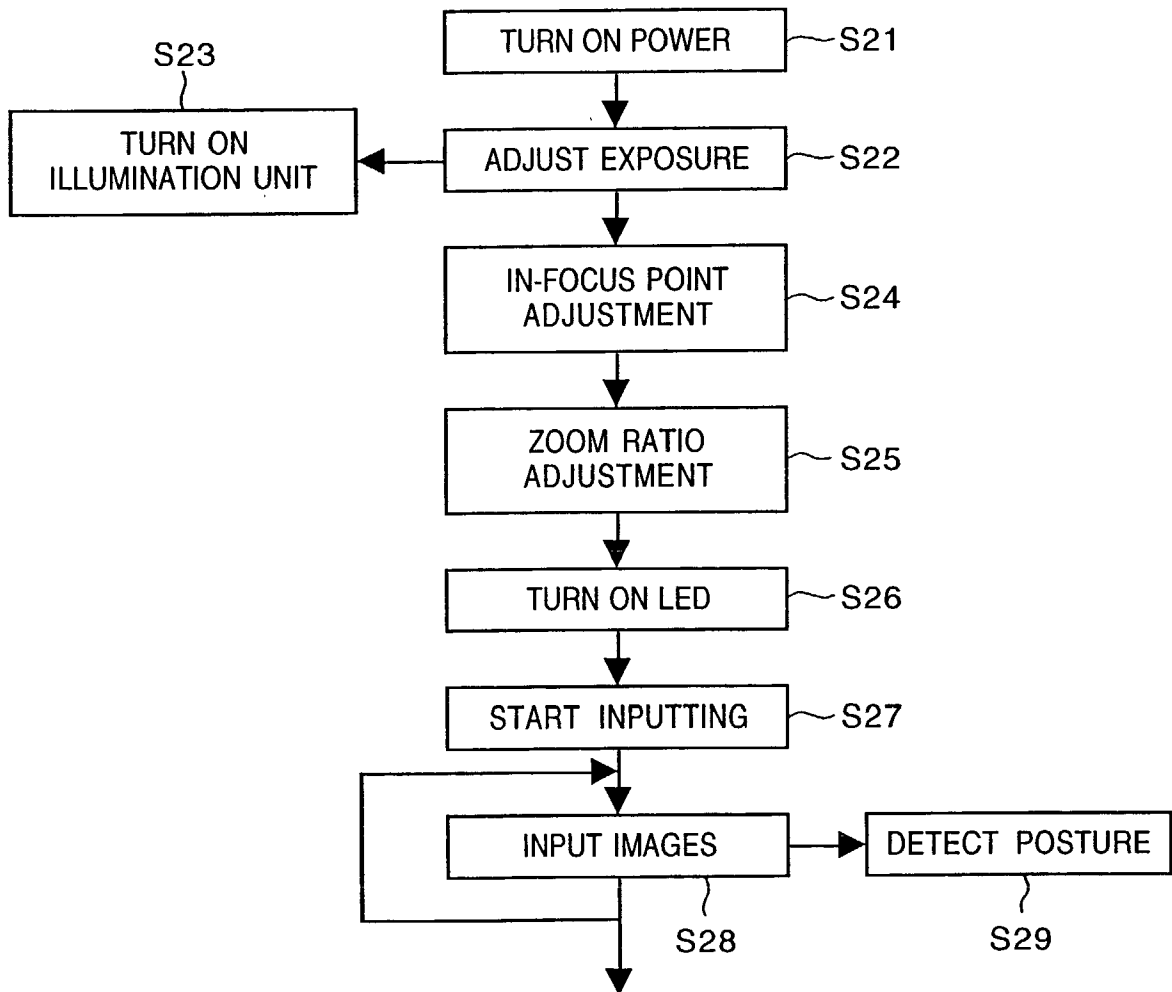 TURN ON POWER
S21
S23
TURN ON
ILLUMINATION UNIT
ADJUST EXPOSURE
S22
IN-FOCUS POINT
ADJUSTMENT
S24
ZOOM RATIO
ADJUSTMENT
S25
TURN ON LED
S26
START INPUTTING
S27
INPUT IMAGES
DETECT POSTURE
S28
S29